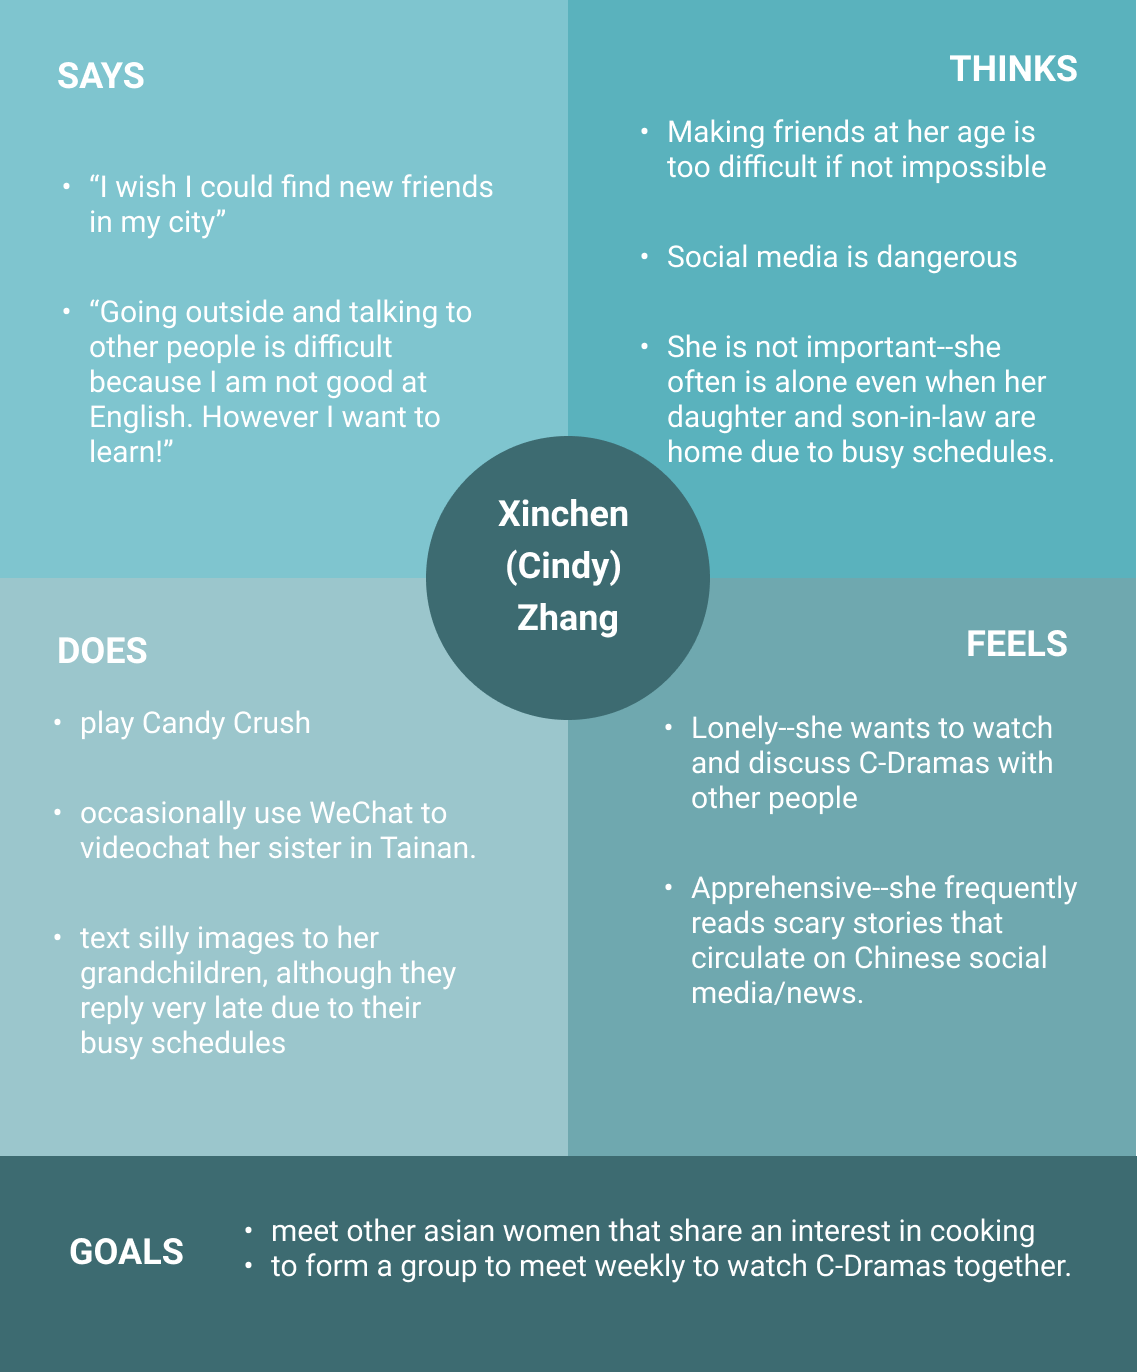 SAYS
• “I wish I could find new friends
in my city”
• “Going outside and talking to
other people is difficult
because I am not good at
English. However I want to
learn!”
THINKS
• Making friends at her age is
too difficult if not impossible
• Social media is dangerous
• She is not important--she
often is alone even when her
daughter and son-in-law are
home due to busy schedules.
Xinchen
(Cindy)
Zhang
DOES
• play Candy Crush
• occasionally use WeChat to
videochat her sister in Tainan.
• text silly images to her
grandchildren, although they
reply very late due to their
busy schedules
FEELS
• Lonely--she wants to watch
and discuss C-Dramas with
other people
• Apprehensive--she frequently
reads scary stories that
circulate on Chinese social
media/news.
GOALS
• meet other asian women that share an interest in cooking
• to form a group to meet weekly to watch C-Dramas together.